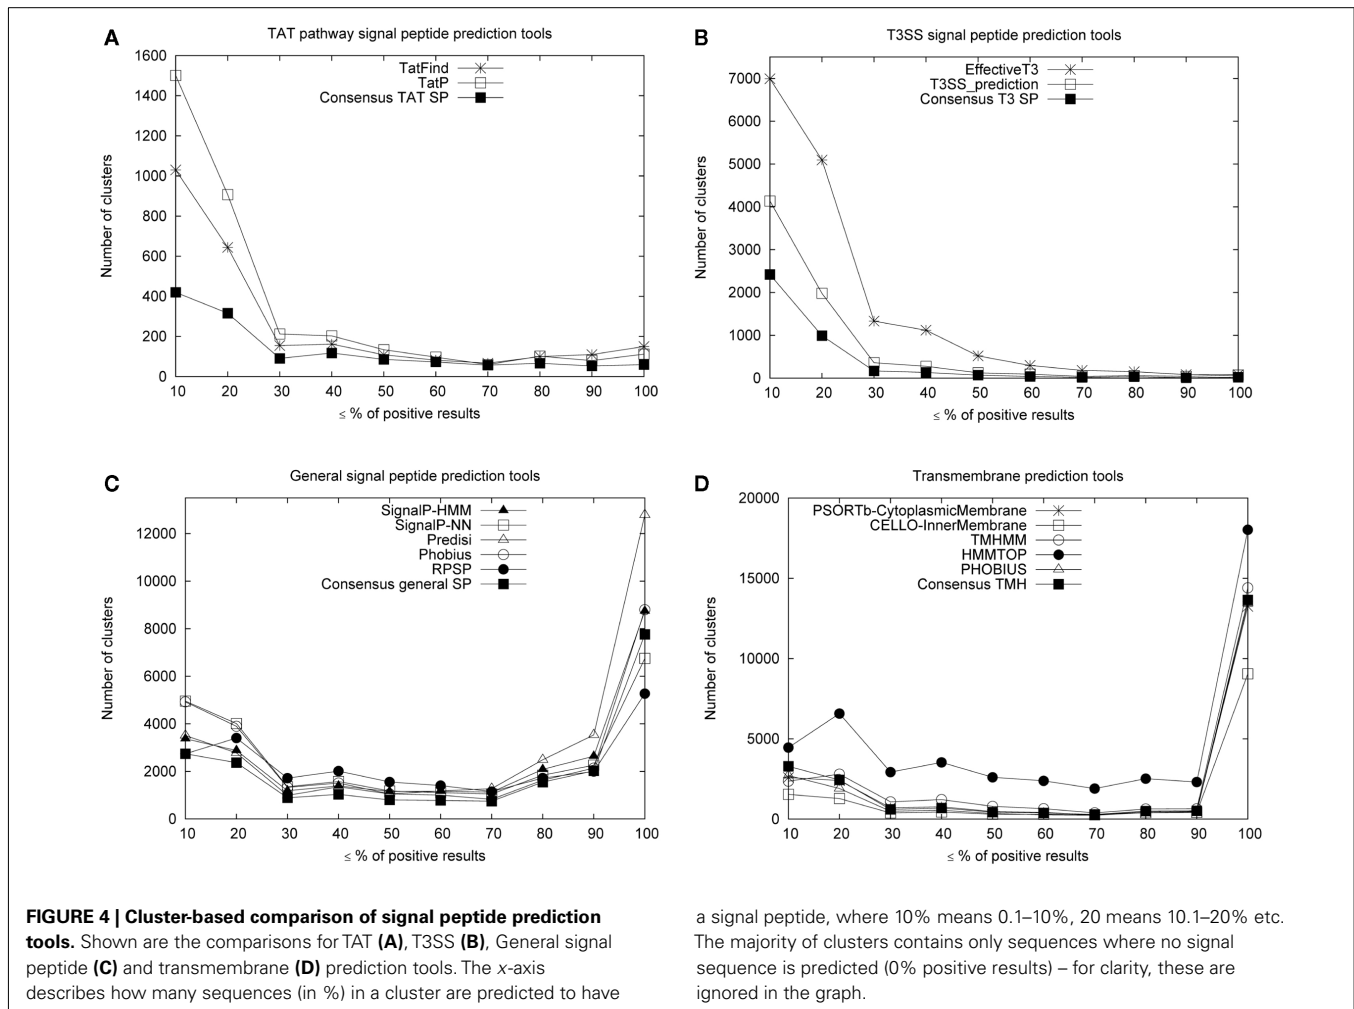 A
TAT pathway signal peptide prediction tools
1600
1400
1200
1000
800
600
400
200
0
Number of clusters
TatFind
TatP
Consensus TAT SP
10 20 30 40 50 60 70 80 90 100
≤ % of positive results
B
T3SS signal peptide prediction tools
7000
6000
5000
4000
3000
2000
1000
0
Number of clusters
EffectiveT3
T3SS_prediction
Consensus T3 SP
10 20 30 40 50 60 70 80 90 100
≤ % of positive results
C
General signal peptide prediction tools
12000
10000
8000
6000
4000
2000
0
Number of clusters
SignalP-HMM
SignalP-NN
Predisi
Phobius
RPSP
Consensus general SP
10 20 30 40 50 60 70 80 90 100
≤ % of positive results
D
Transmembrane prediction tools
20000
15000
10000
5000
0
Number of clusters
PSORTb-CytoplasmicMembrane
CELLO-InnerMembrane
TMHMM
HMMTOP
PHOBIUS
Consensus TMH
10 20 30 40 50 60 70 80 90 100
≤ % of positive results
FIGURE 4 | Cluster-based comparison of signal peptide prediction
tools. Shown are the comparisons for TAT (A), T3SS (B), General signal
peptide (C) and transmembrane (D) prediction tools. The x-axis
describes how many sequences (in %) in a cluster are predicted to have
a signal peptide, where 10% means 0.1–10%, 20 means 10.1–20% etc.
The majority of clusters contains only sequences where no signal
sequence is predicted (0% positive results) – for clarity, these are
ignored in the graph.